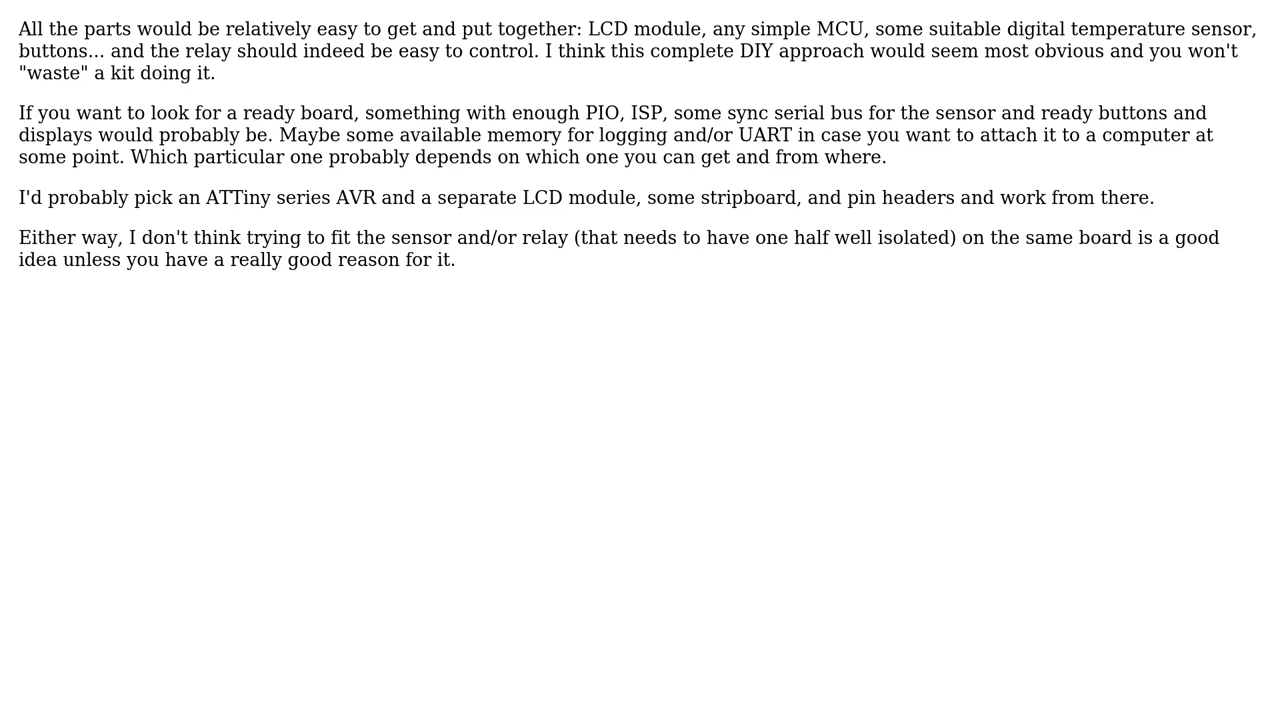 All the parts would be relatively easy to get and put together: LCD module, any simple MCU, some suitable digital temperature sensor,
buttons... and the relay should indeed be easy to control. I think this complete DIY approach would seem most obvious and you won't
"waste" a kit doing it.
If you want to look for a ready board, something with enough PIO, ISP, some sync serial bus for the sensor and ready buttons and
displays would probably be. Maybe some available memory for logging and/or UART in case you want to attach it to a computer at
some point. Which particular one probably depends on which one you can get and from where.
I'd probably pick an ATTiny series AVR and a separate LCD module, some stripboard, and pin headers and work from there.
Either way, I don't think trying to fit the sensor and/or relay (that needs to have one half well isolated) on the same board is a good
idea unless you have a really good reason for it.